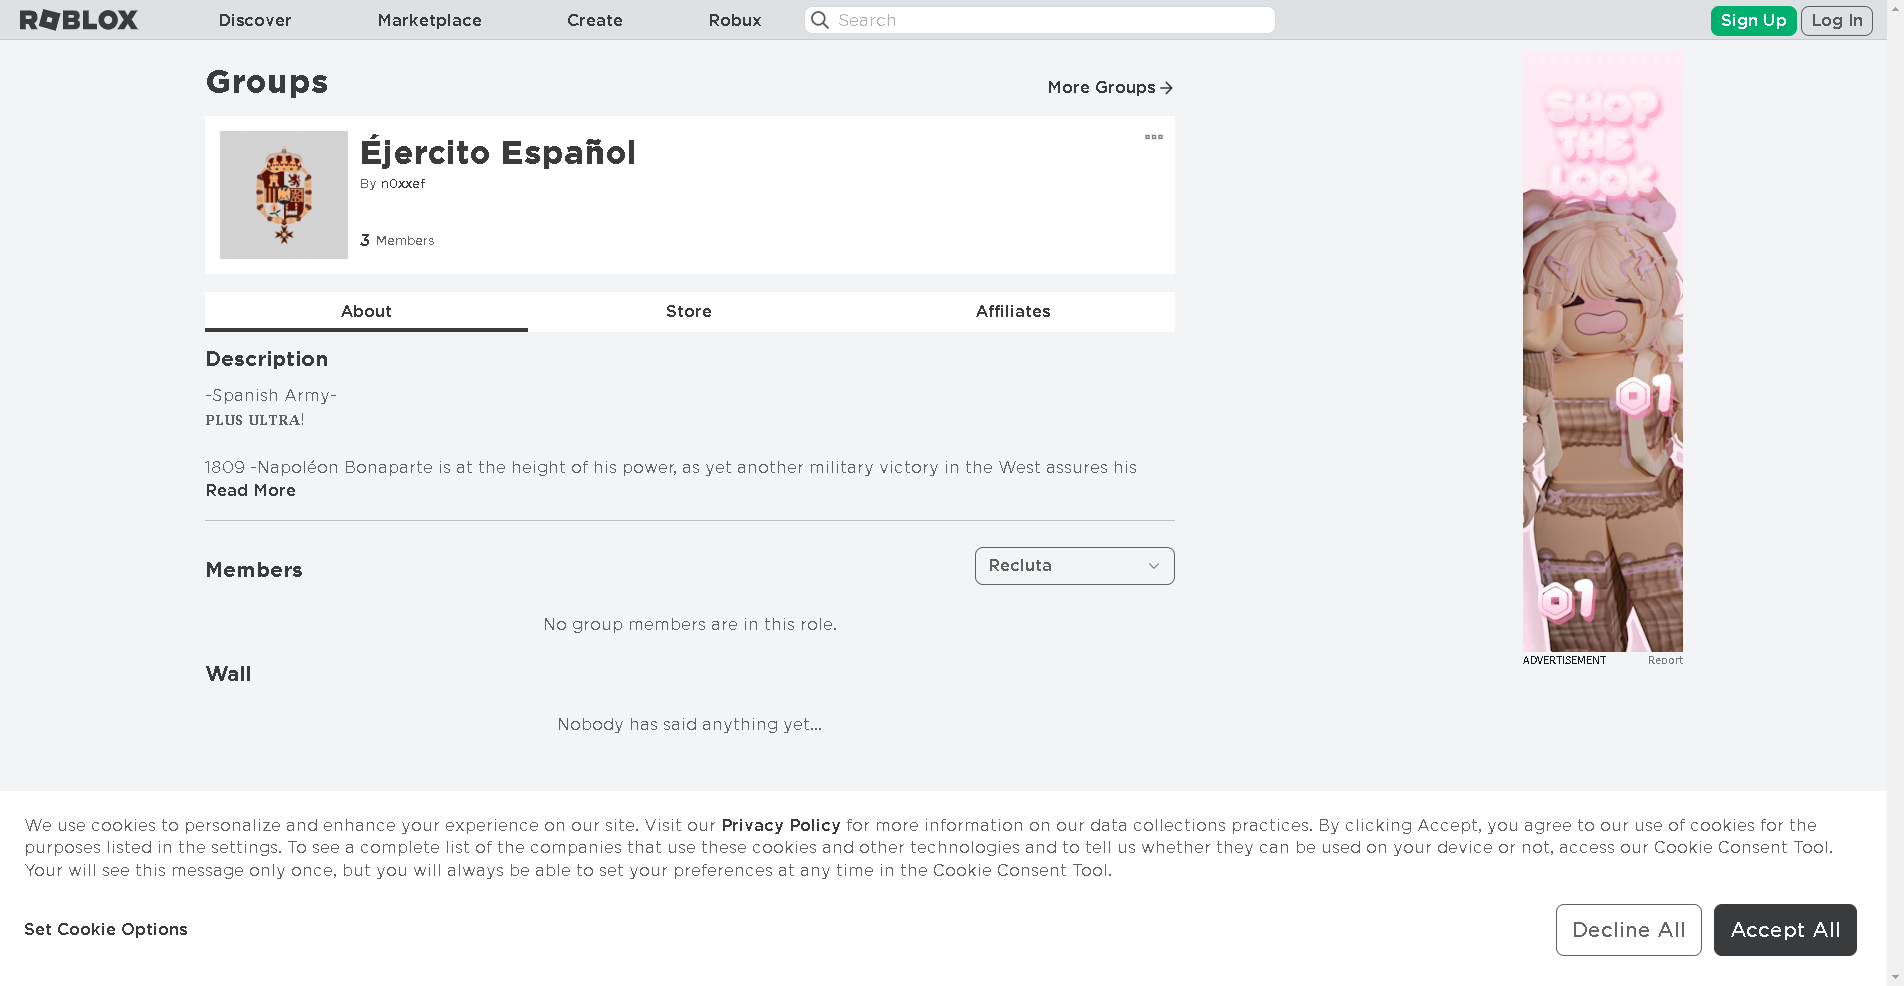 ROBLOX
Discover
Marketplace
Create
Robux
Search
Sign Up
Log In
Groups
More Groups
Éjercito Español
By n0xxef
3 Members
About
Store
Affiliates
Description
-Spanish Army-
PLUS ULTRA!
1809 -Napoléon Bonaparte is at the height of his power, as yet another military victory in the West assures his
Read More
Members
Recluta
No group members are in this role.
Wall
Nobody has said anything yet...
SHOP
THE
LOOK
1
1
ADVERTISEMENT
Report
We use cookies to personalize and enhance your experience on our site. Visit our Privacy Policy for more information on our data collections practices. By clicking Accept, you agree to our use of cookies for the
purposes listed in the settings. To see a complete list of the companies that use these cookies and other technologies and to tell us whether they can be used on your device or not, access our Cookie Consent Tool.
Your will see this message only once, but you will always be able to set your preferences at any time in the Cookie Consent Tool.
Set Cookie Options
Decline All
Accept All